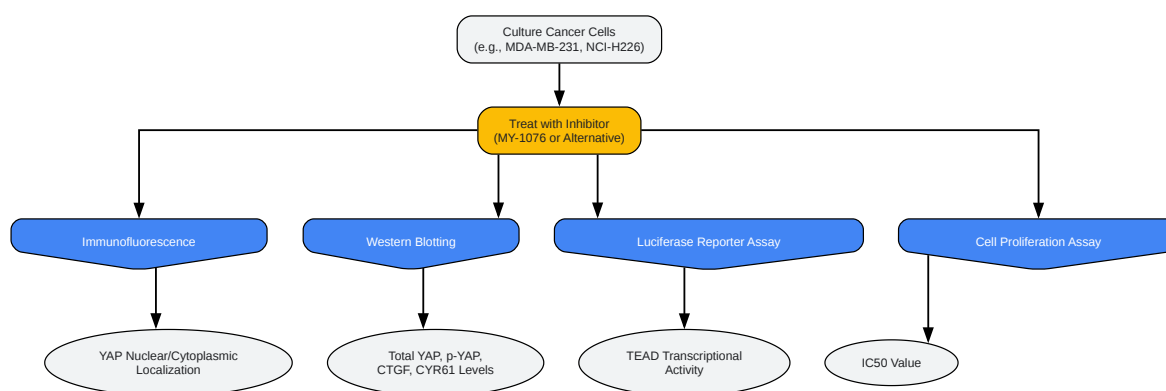 Culture Cancer Cells
(e.g., MDA-MB-231, NCI-H226)
Treat with Inhibitor
(MY-1076 or Alternative)
Immunofluorescence
Western Blotting
Luciferase Reporter Assay
Cell Proliferation Assay
YAP Nuclear/Cytoplasmic
Localization
Total YAP, p-YAP,
CTGF, CYR61 Levels
TEAD Transcriptional
Activity
IC50 Value